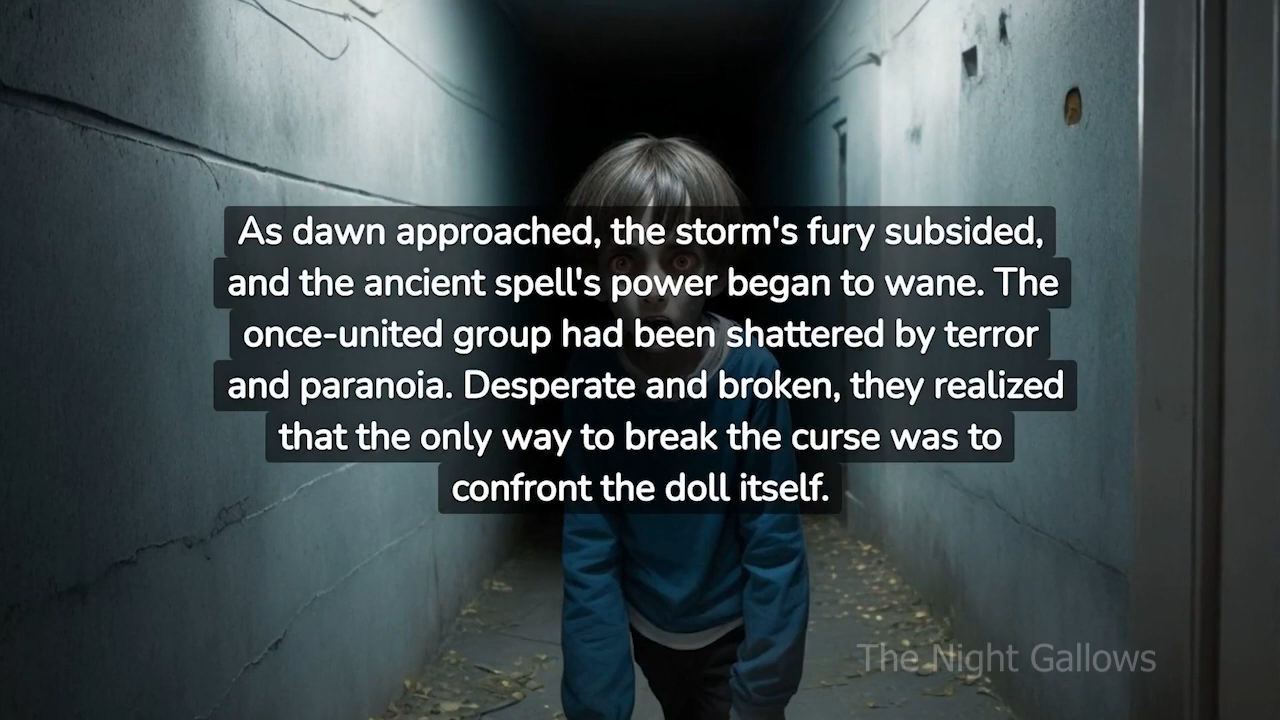 As dawn approached, the storm's fury subsided,
and the ancient spell's power began to wane. The
once-united group had been shattered by terror
and paranoia. Desperate and broken, they realized
that the only way to break the curse was to
confront the doll itself.
The Night Gallows